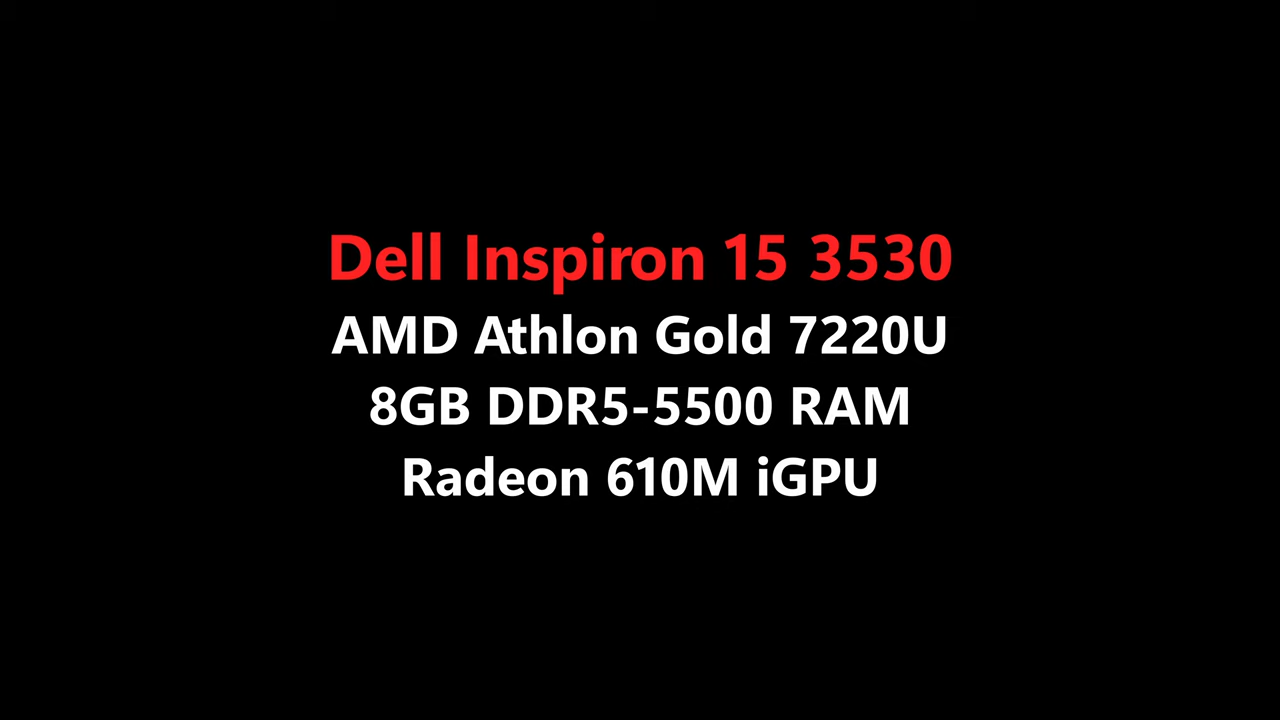 Dell Inspiron 15 3530
AMD Athlon Gold 7220U
8GB DDR5-5500 RAM
Radeon 610M iGPU